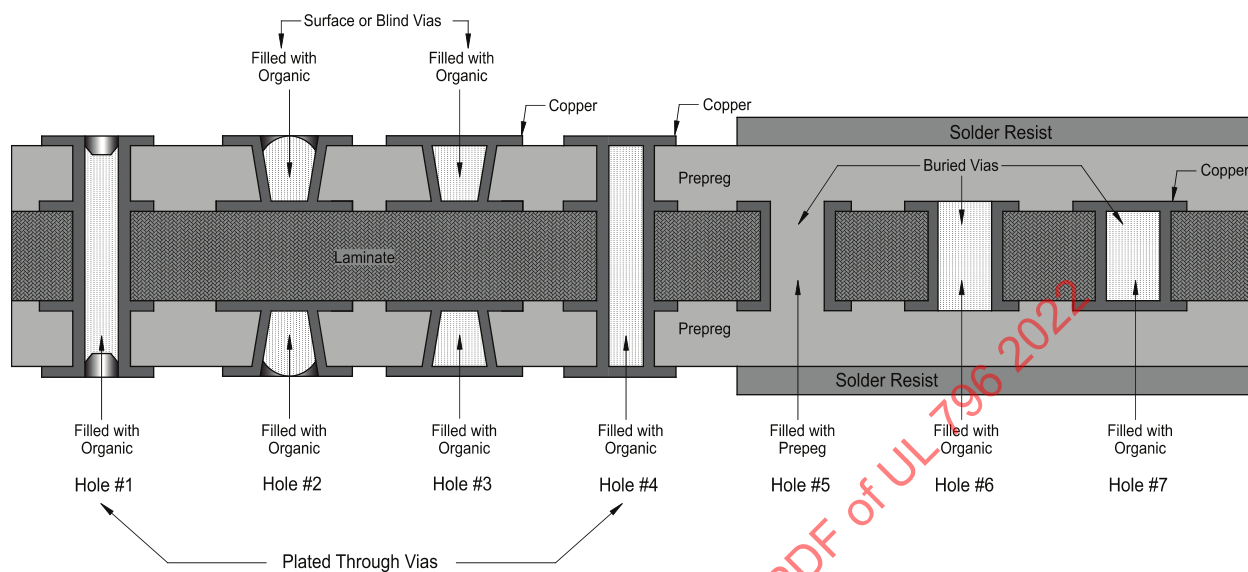 Surface or Blind Vias
Filled with
Organic
Filled with
Organic
Copper
Copper
Solder Resist
Prepreg
Buried Vias
Copper
Laminate
Prepreg
Solder Resist
Filled with
Organic
Hole #1
Filled with
Organic
Hole #2
Filled with
Organic
Hole #3
Filled with
Organic
Hole #4
Filled with
Prepeg
Hole #5
Filled with
Organic
Hole #6
Filled with
Organic
Hole #7
Plated Through Vias
PDF of UL 796 2022